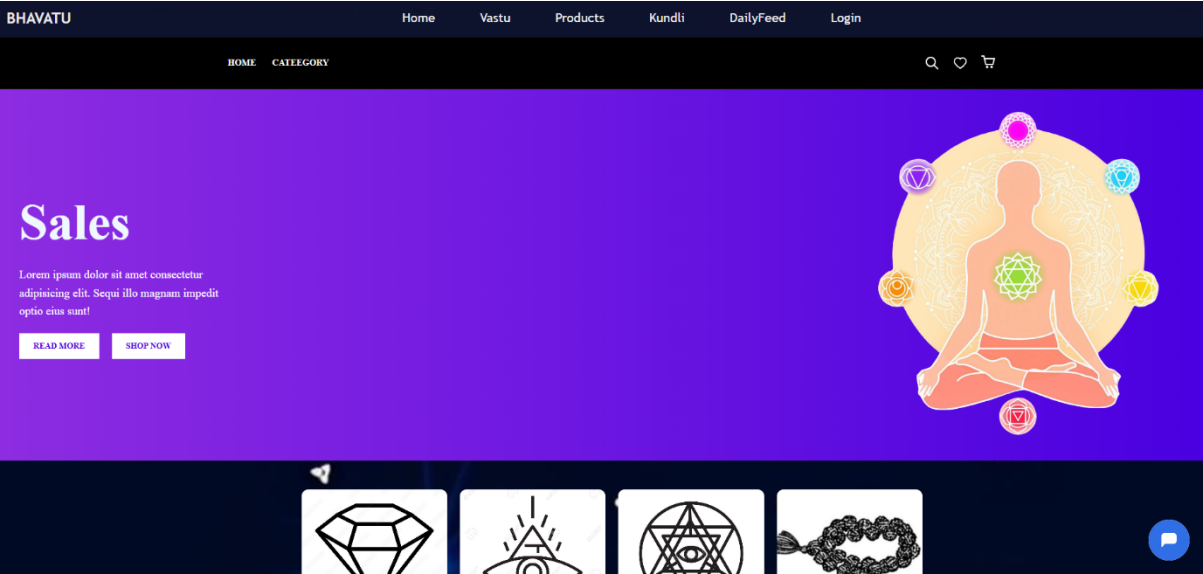 BHAVATU Home Vastu Products Kundli DailyFeed Login
HOME CATEEGORY
Sales
Lorem ipsum dolor sit amet consectetur
adipisicing elit. Sequi illo magnam impedit
optio eius sunt!
READ MORE SHOP NOW